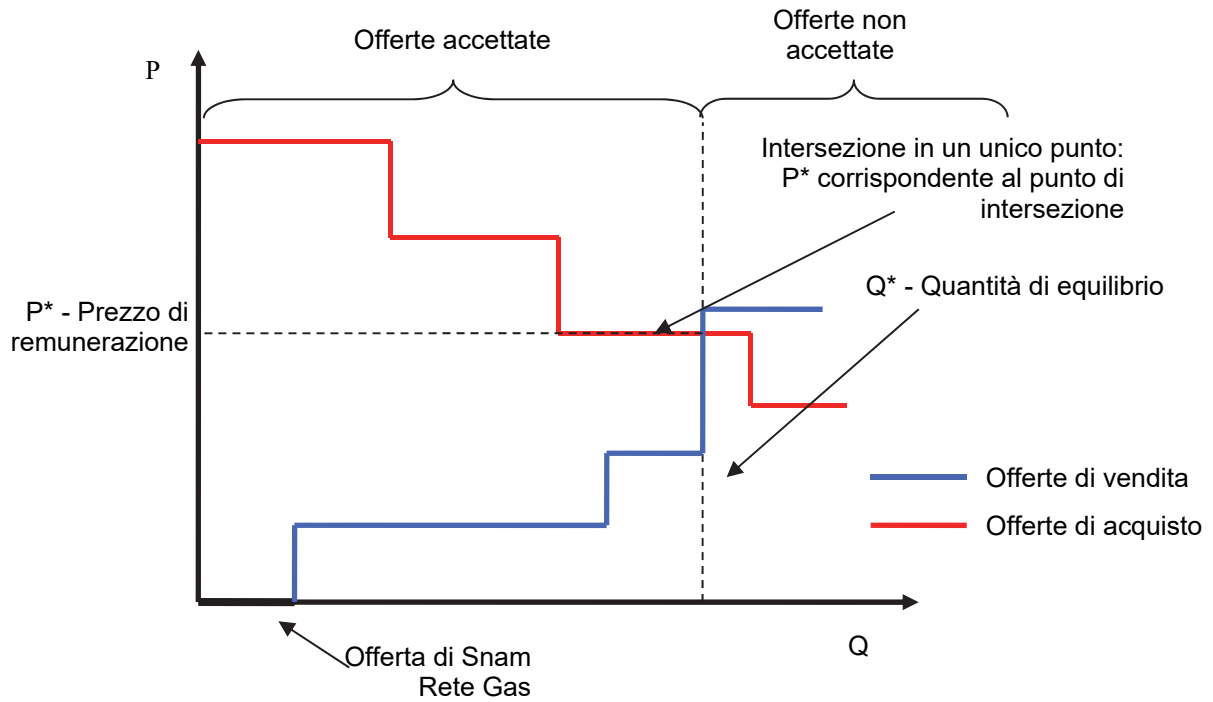 Offerte accettate
Offerte non
accettate
P
Intersezione in un unico punto:
P* corrispondente al punto di
intersezione
Q* - Quantità di equilibrio
P* - Prezzo di
remunerazione
Offerte di vendita
Offerte di acquisto
Q
Offerta di Snam
Rete Gas